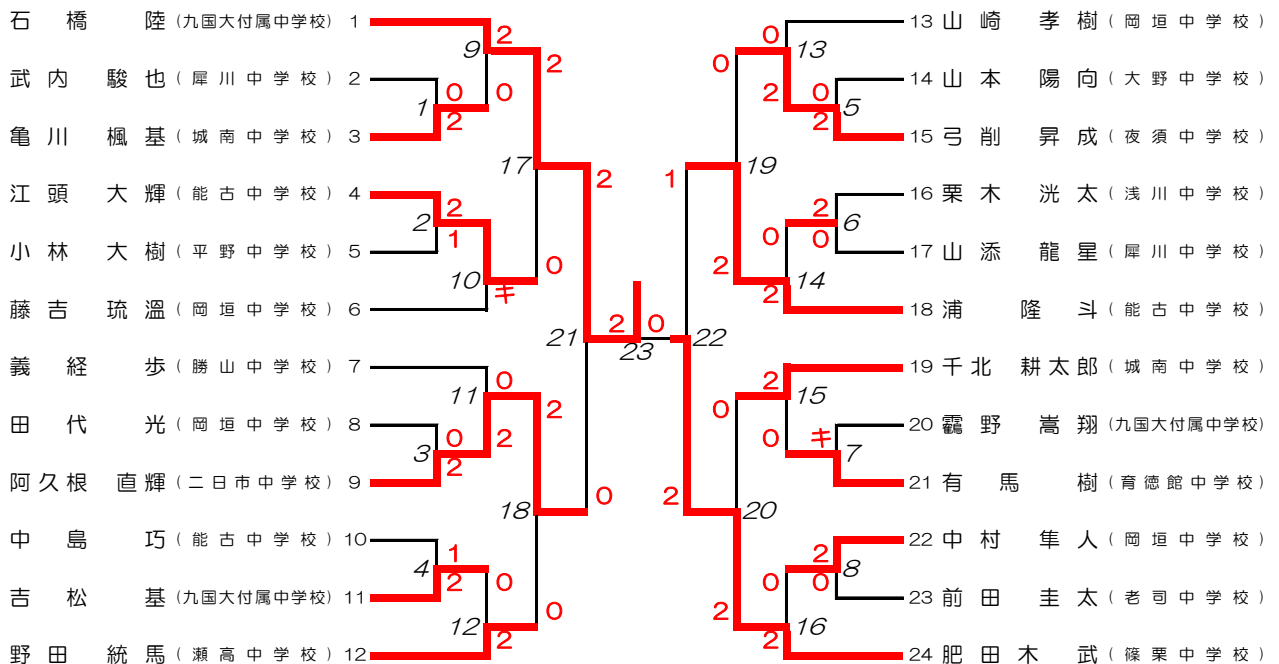 石橋 陸 (九国大付属中学校) 1
武内 駿也 (犀川中学校) 2
亀川 楓基 (城南中学校) 3
江頭 大輝 (能古中学校) 4
小林 大樹 (平野中学校) 5
藤吉 琉溫 (岡垣中学校) 6
義経 歩 (勝山中学校) 7
田代 光 (岡垣中学校) 8
阿久根 直輝 (二日市中学校) 9
中島 巧 (能古中学校) 10
吉松 基 (九国大付属中学校) 11
野田 統馬 (瀬高中学校) 12
9 2 0 2
1 0 2
17 2
2 2 1
10 キ 0
21 2 0
11 0 2 2
3 0 2
18 0
4 1 2
12 0 2 0
23 2 0
13 山崎 孝樹 (岡垣中学校)
14 山本 陽向 (大野中学校)
15 弓削 昇成 (夜須中学校)
16 栗木 洸太 (浅川中学校)
17 山添 龍星 (犀川中学校)
18 浦 隆斗 (能古中学校)
19 千北 耕太郎 (城南中学校)
20 靏野 嵩翔 (九国大付属中学校)
21 有馬 樹 (育徳館中学校)
22 中村 隼人 (岡垣中学校)
23 前田 圭太 (老司中学校)
24 肥田木 武 (篠栗中学校)
0 0 13
2 0 2 5
1 19
2 0 6
2 0 2 14
22
0 2 15
0 キ 7
2 20
2 0 8
2 0 2 16